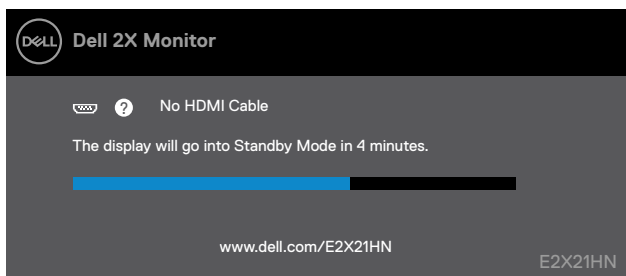 DELL Dell 2X Monitor
? No HDMI Cable
The display will go into Standby Mode in 4 minutes.
www.dell.com/E2X21HN
E2X21HN